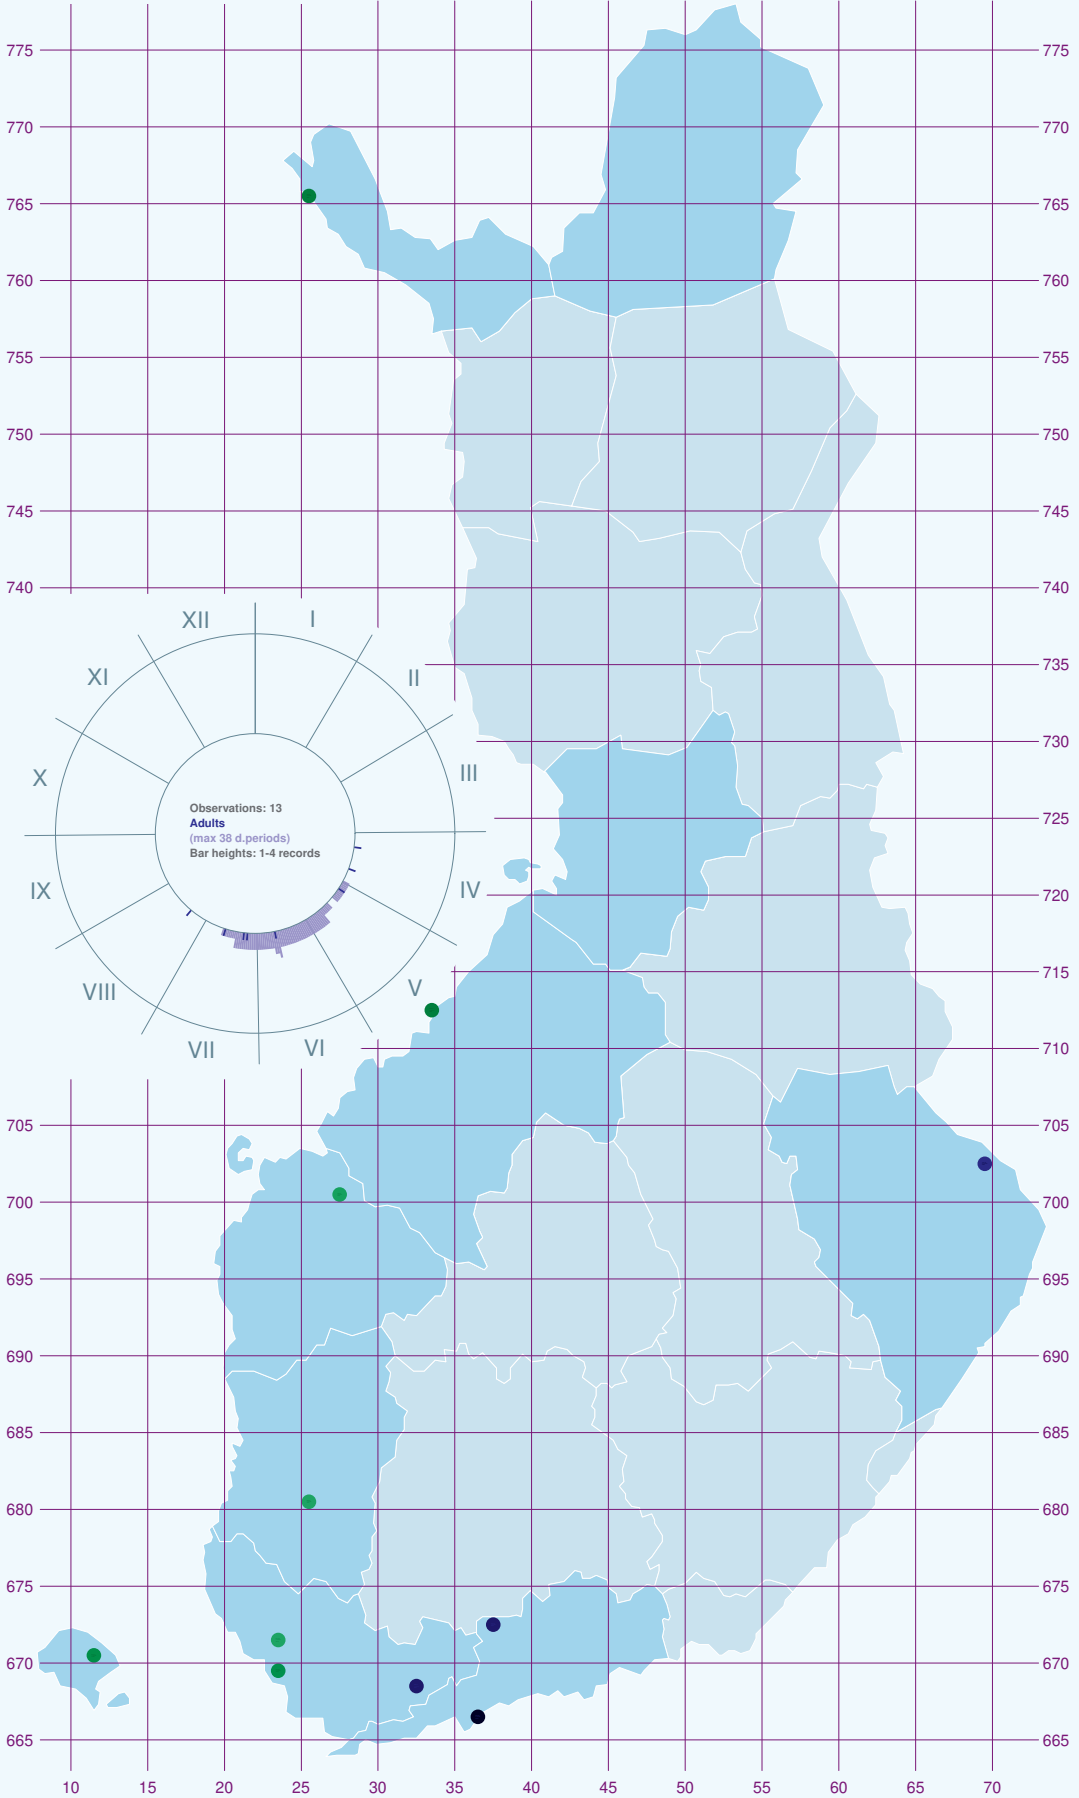 775 775
770 770
765 765
760 760
755 755
750 750
745 745
740 740
735
730
725
720
715
710
705 705
700 700
695 695
690 690
685 685
680 680
675 675
670 670
665 665
10 15 20 25 30 35 40 45 50 55 60 65 70
XII I
XI II
X III
IX IV
VIII V
VII VI
Observations: 13
Adults
(max 38 d.periods)
Bar heights: 1-4 records